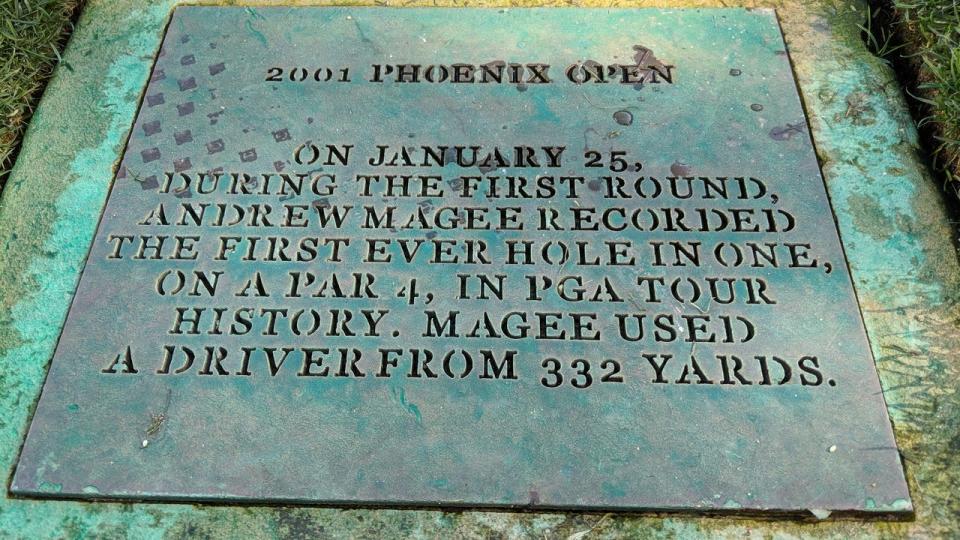 2001 PHOENIX OPEN
ON JANUARY 25,
DURING THE FIRST ROUND,
ANDREW MAGEE RECORDED
THE FIRST EVER HOLE IN ONE,
ON A PAR 4, IN PGA TOUR
HISTORY. MAGEE USED
A DRIVER FROM 332 YARDS.